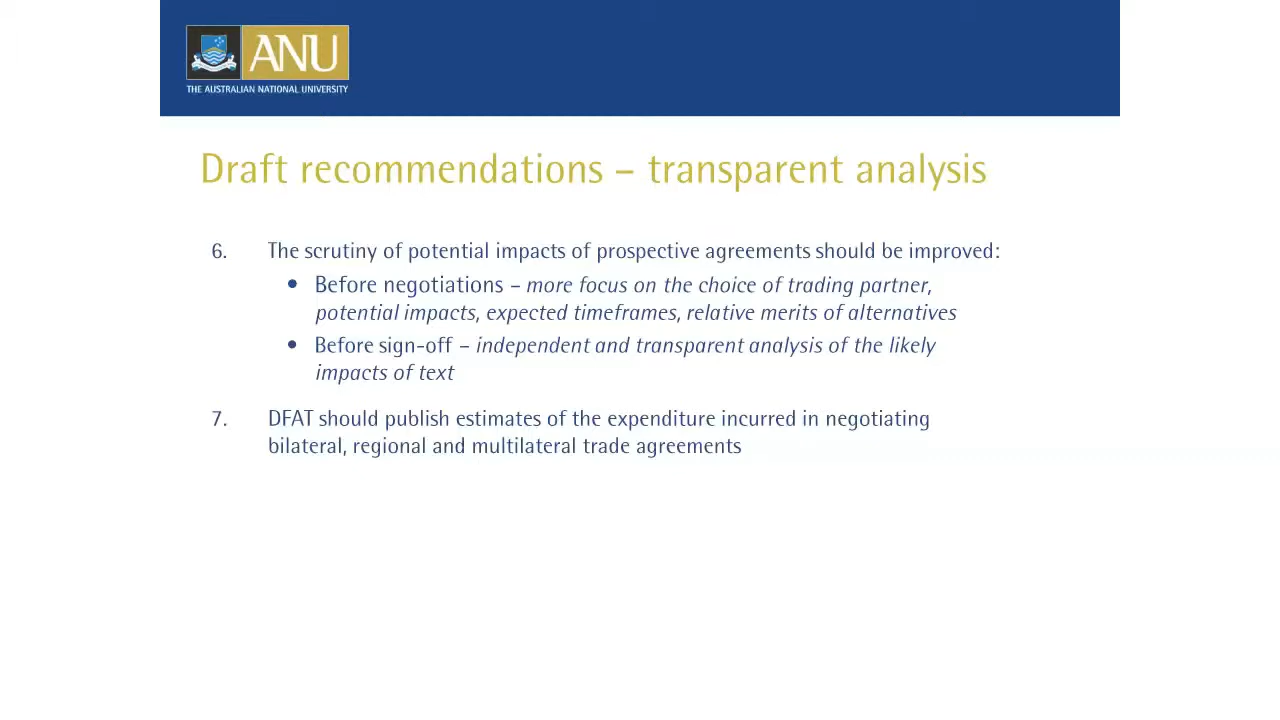 ANU
THE AUSTRALIAN NATIONAL UNIVERSITY
Draft recommendations – transparent analysis
6. The scrutiny of potential impacts of prospective agreements should be improved:
• Before negotiations – more focus on the choice of trading partner,
potential impacts, expected timeframes, relative merits of alternatives
• Before sign-off – independent and transparent analysis of the likely
impacts of text
7. DFAT should publish estimates of the expenditure incurred in negotiating
bilateral, regional and multilateral trade agreements